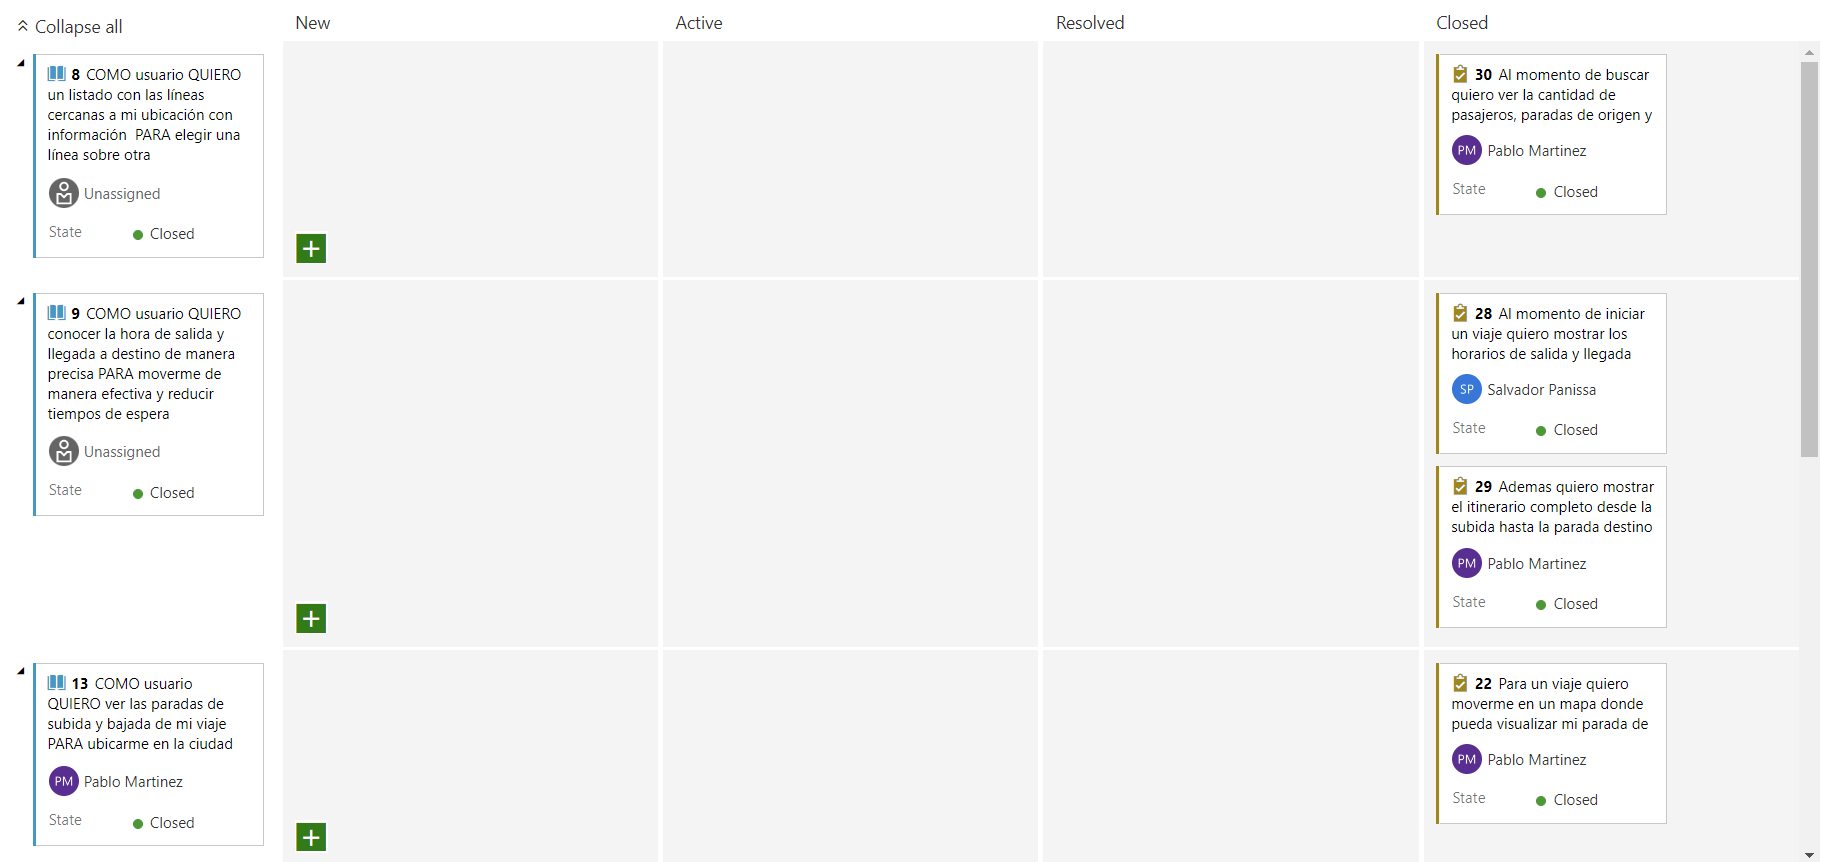 Collapse all
New
Active
Resolved
Closed
8 COMO usuario QUIERO
un listado con las líneas
cercanas a mi ubicación con
información PARA elegir una
línea sobre otra
Unassigned
State
Closed
30 Al momento de buscar
quiero ver la cantidad de
pasajeros, paradas de origen y
PM Pablo Martinez
State
Closed
9 COMO usuario QUIERO
conocer la hora de salida y
llegada a destino de manera
precisa PARA moverme de
manera efectiva y reducir
tiempos de espera
Unassigned
State
Closed
28 Al momento de iniciar
un viaje quiero mostrar los
horarios de salida y llegada
SP Salvador Panissa
State
Closed
29 Ademas quiero mostrar
el itinerario completo desde la
subida hasta la parada destino
PM Pablo Martinez
State
Closed
13 COMO usuario
QUIERO ver las paradas de
subida y bajada de mi viaje
PARA ubicarme en la ciudad
PM Pablo Martinez
State
Closed
22 Para un viaje quiero
moverme en un mapa donde
pueda visualizar mi parada de
PM Pablo Martinez
State
Closed